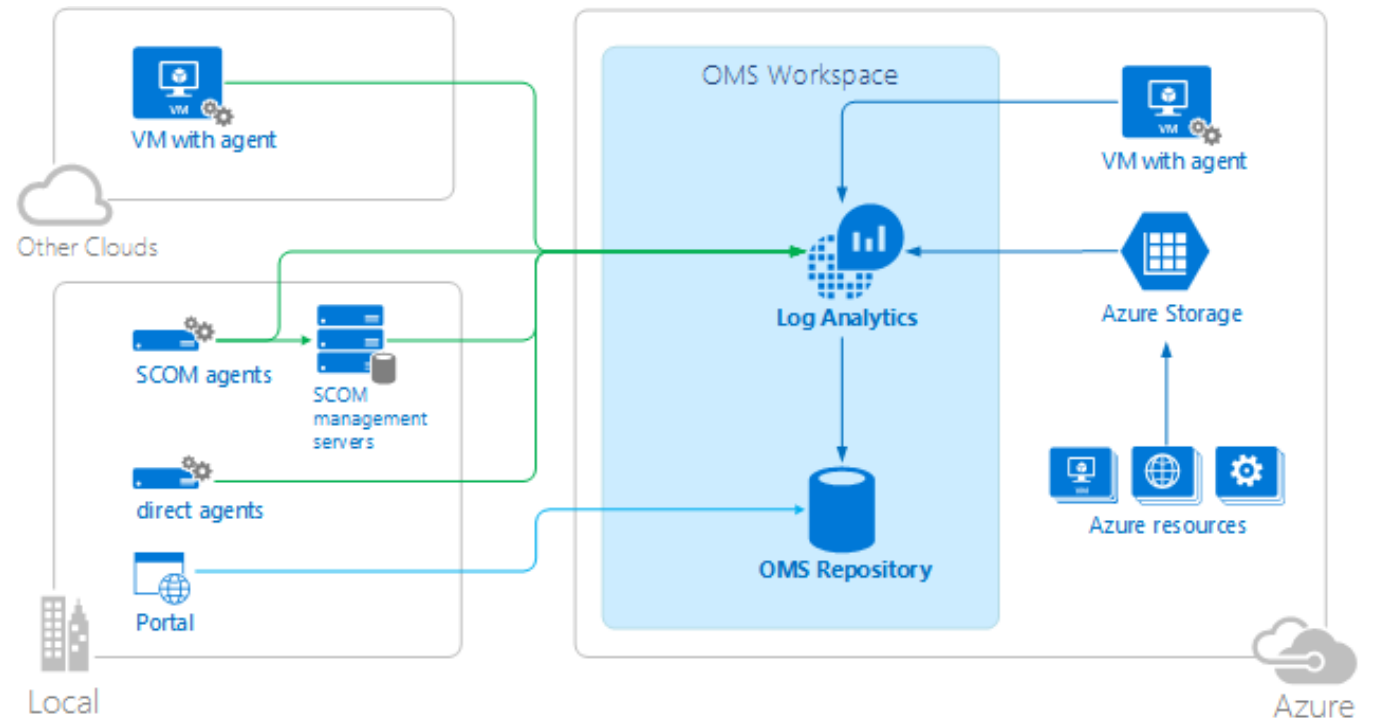 OMS Workspace
VM
VM with agent
VM
VM with agent
Other Clouds
Log Analytics
Azure Storage
SCOM agents
SCOM
management
servers
direct agents
VM
Azure resources
OMS Repository
Portal
Local
Azure